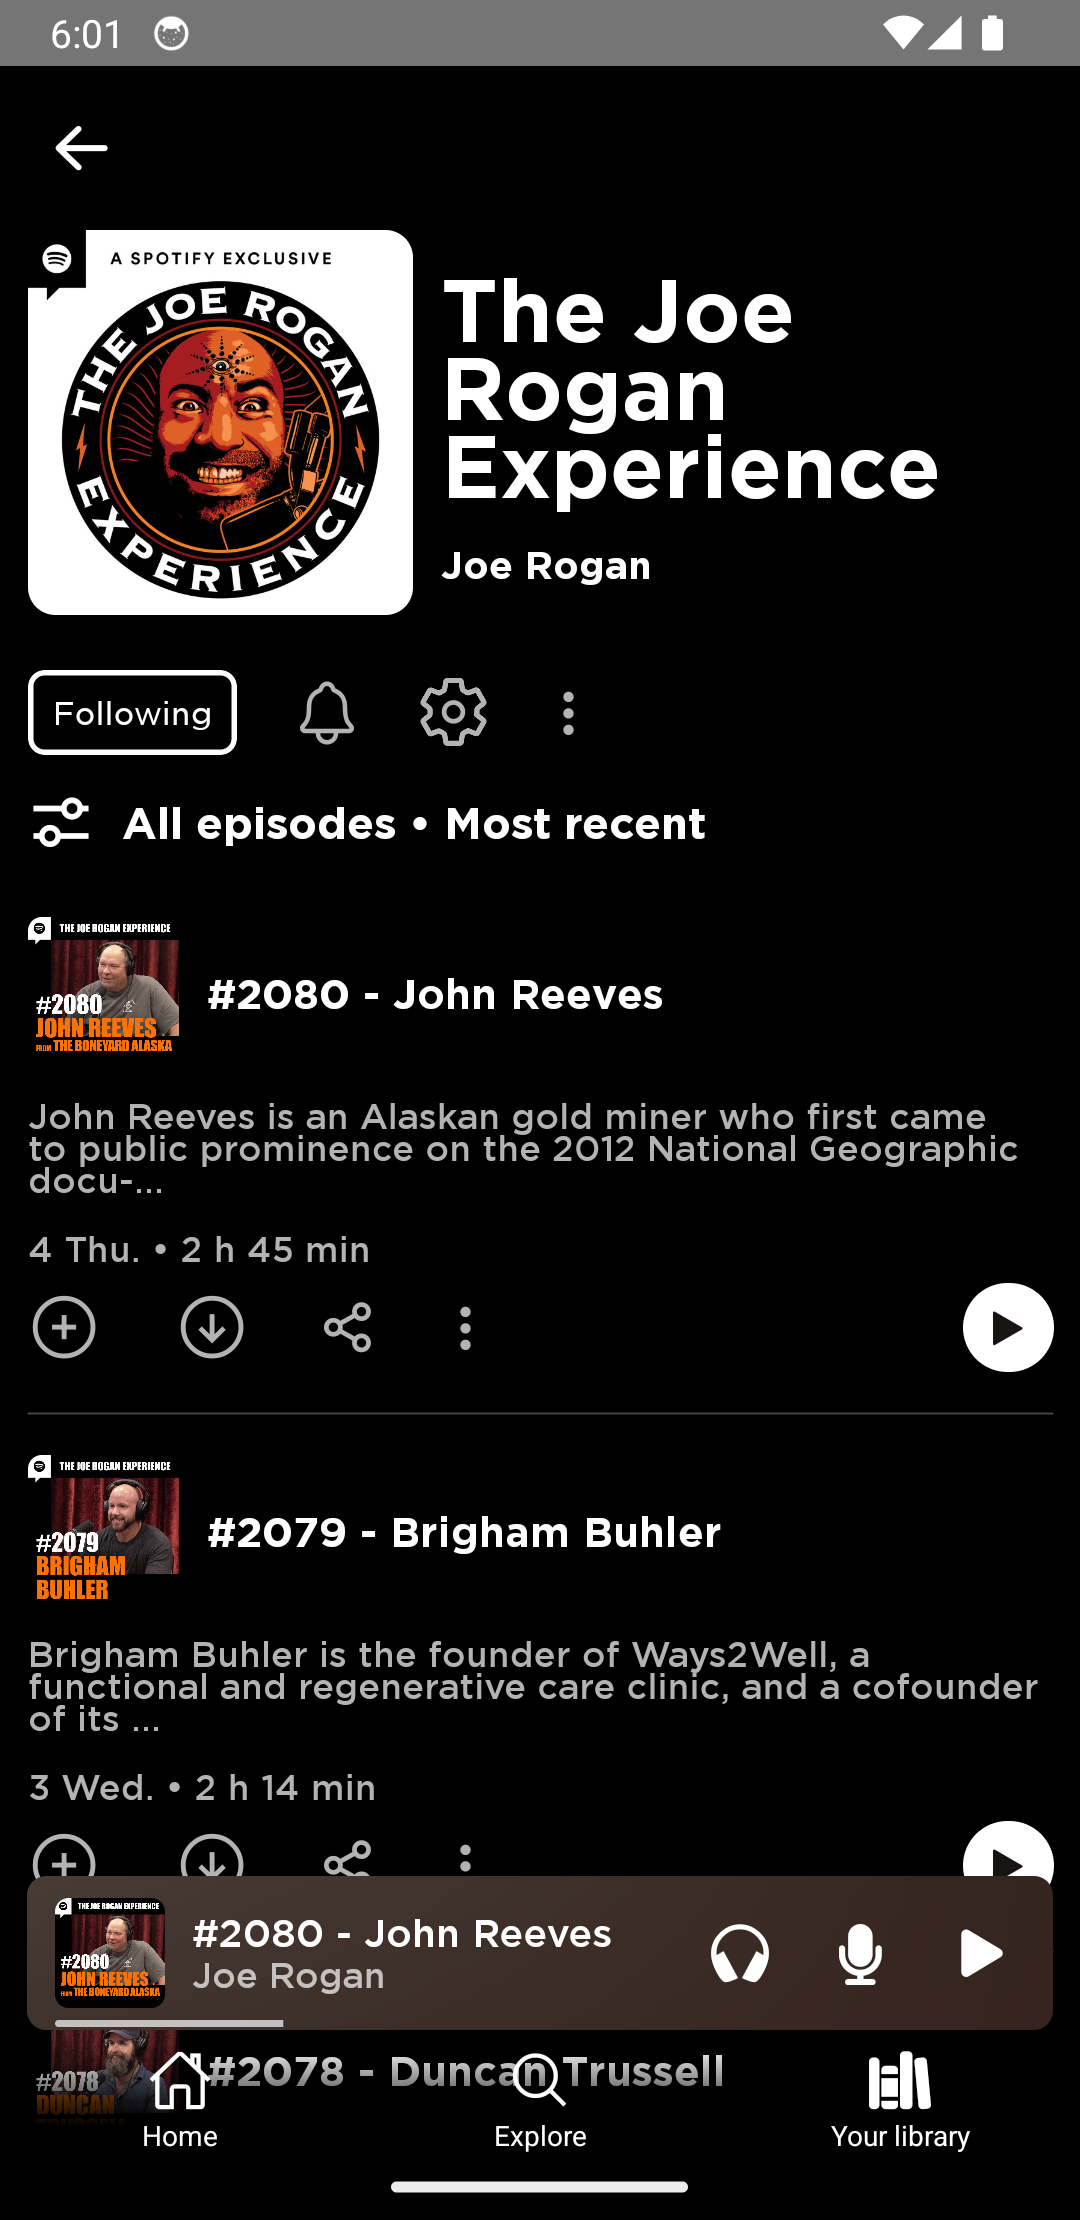 6:01
A SPOTIFY EXCLUSIVE
THE JOE ROGAN
EXPERIENCE
The Joe
Rogan
Experience
Joe Rogan
Following
All episodes • Most recent
THE JOE ROGAN EXPERIENCE
#2080
JOHN REEVES
FROM THE BONEYARD ALASKA
#2080 - John Reeves
John Reeves is an Alaskan gold miner who first came
to public prominence on the 2012 National Geographic
docu-...
4 Thu. • 2 h 45 min
THE JOE ROGAN EXPERIENCE
#2079
BRIGHAM
BUHLER
#2079 - Brigham Buhler
Brigham Buhler is the founder of Ways2Well, a
functional and regenerative care clinic, and a cofounder
of its ...
3 Wed. • 2 h 14 min
THE JOE ROGAN EXPERIENCE
#2080
JOHN REEVES
FROM THE BONEYARD ALASKA
#2080 - John Reeves
Joe Rogan
#2078
DUNCAN
#2078 - Duncan Trussell
Home
Explore
Your library